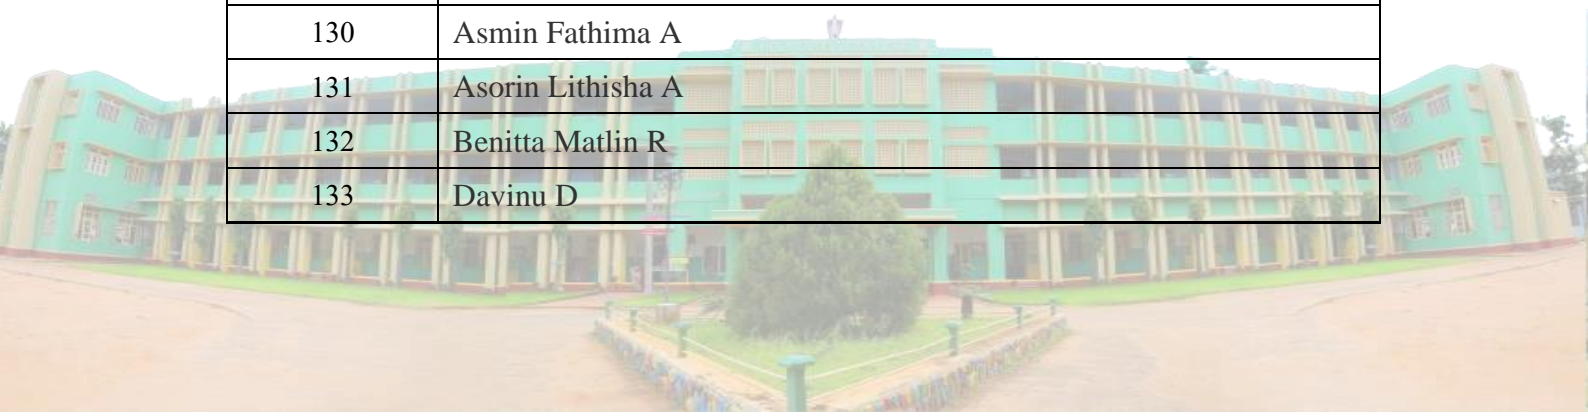 130 Asmin Fathima A
131 Asorin Lithisha A
132 Benitta Matlin R
133 Davinu D